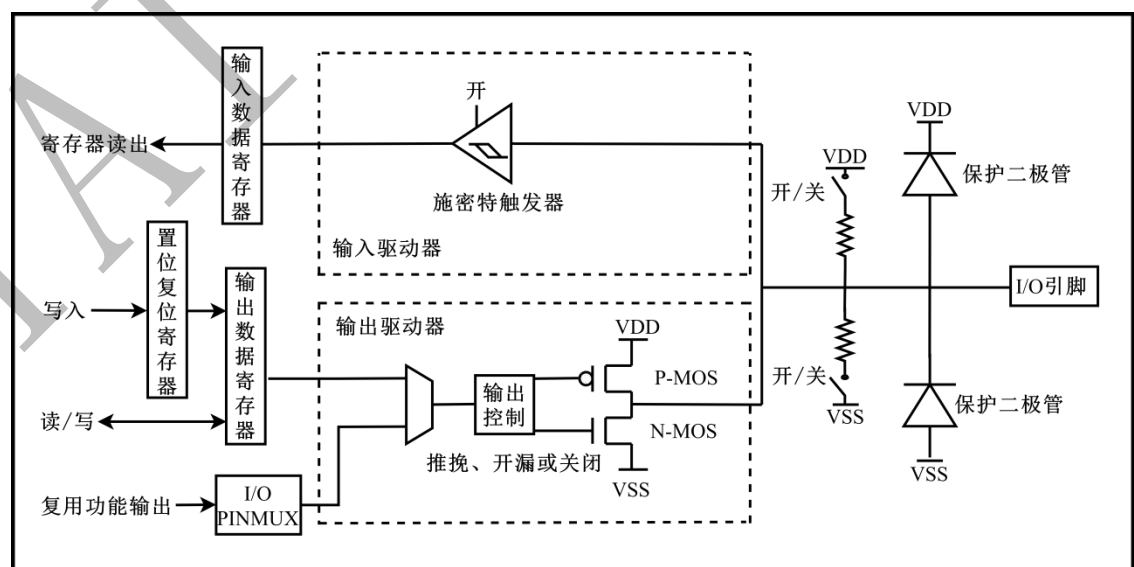 输入数据寄存器
开
VDD
寄存器读出
施密特触发器
VDD
保护二极管
开/关
输入驱动器
置位复位寄存器
输出数据寄存器
I/O引脚
写入
输出驱动器
VDD
P-MOS
开/关
输出控制
保护二极管
读/写
N-MOS
VSS
推挽、开漏或关闭
VSS
VSS
复用功能输出
I/O
PINMUX